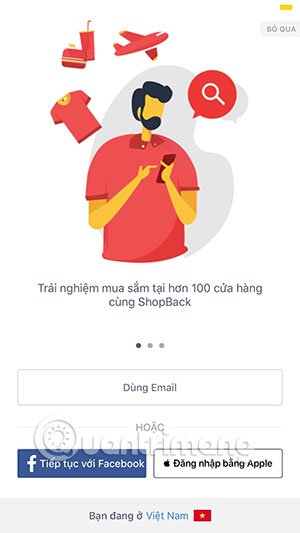 BỎ QUA
Trải nghiệm mua sắm tại hơn 100 cửa hàng
cùng ShopBack
Dùng Email
HOẶC
Quantrimang
Tiếp tục với Facebook
Đăng nhập bằng Apple
Bạn đang ở Việt Nam